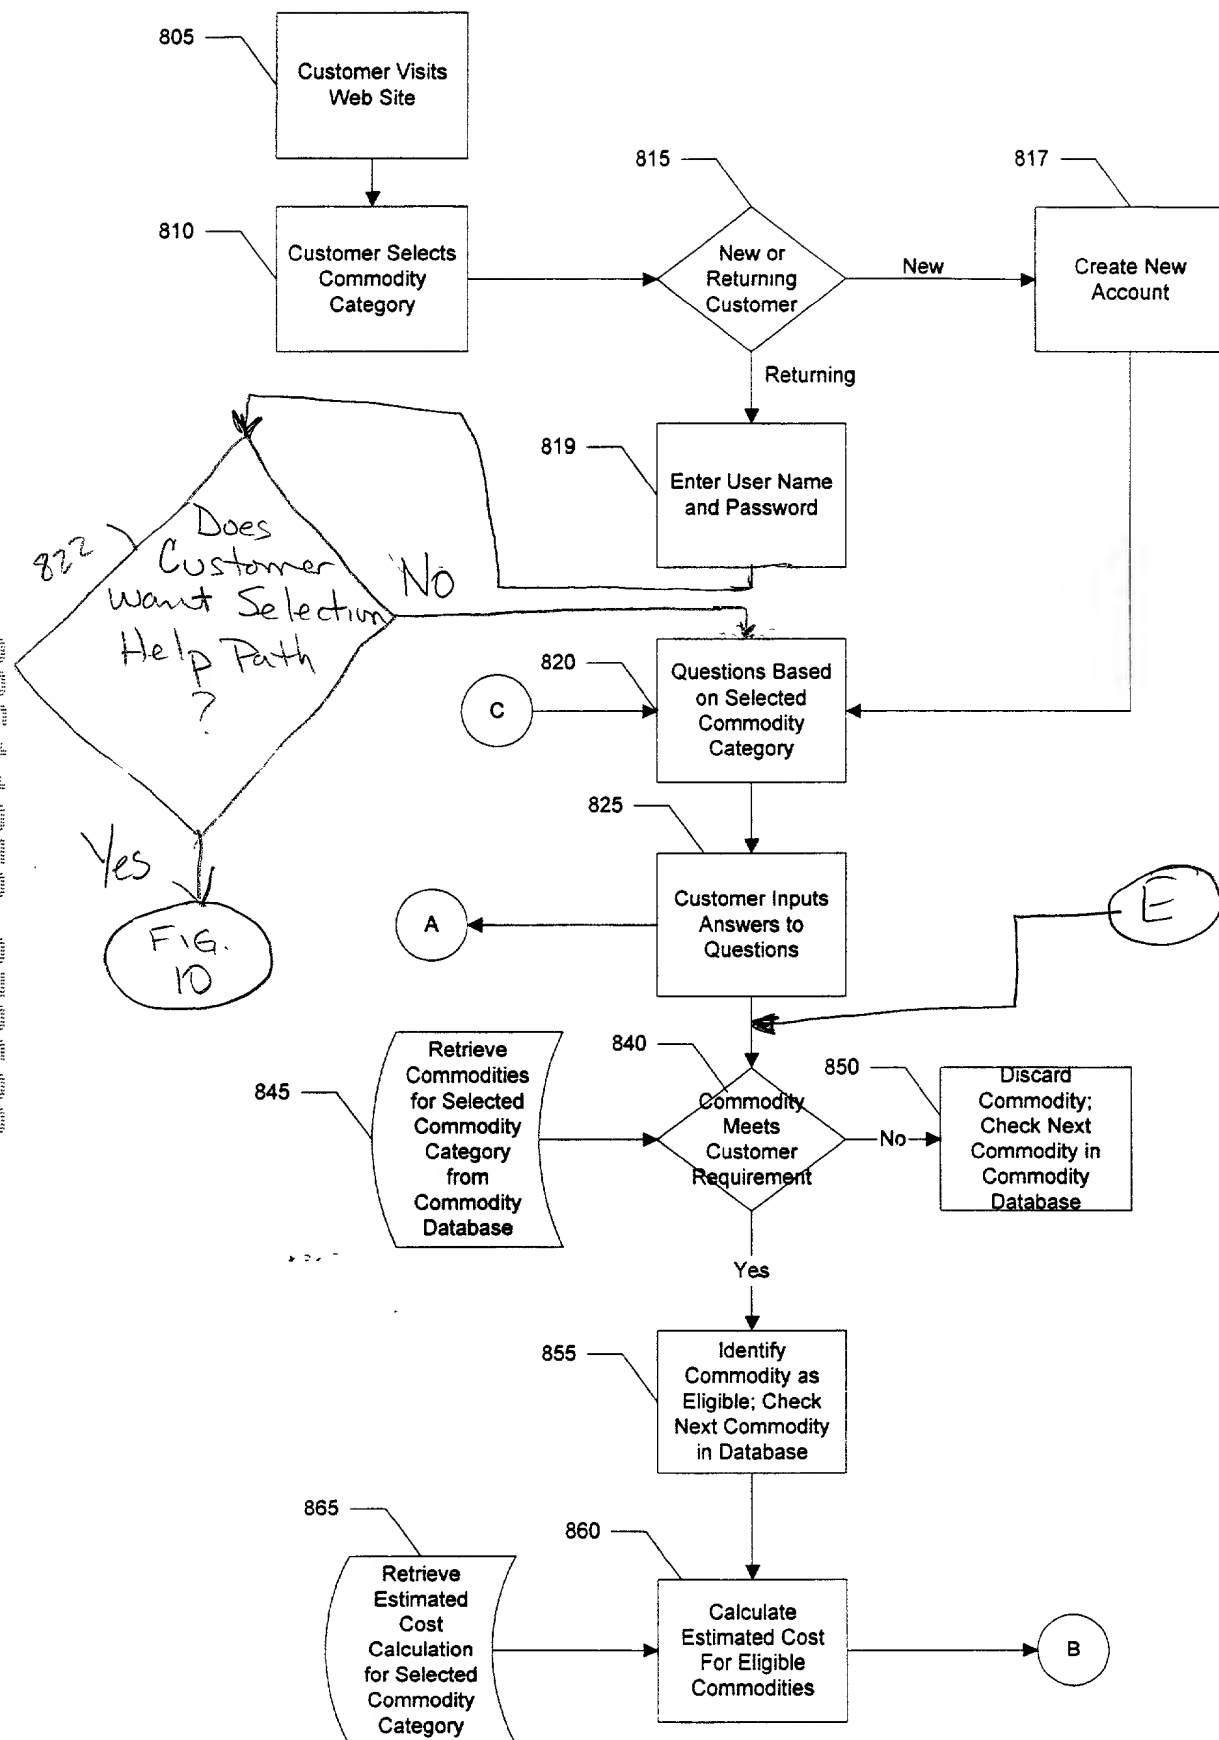 805
Customer Visits
Web Site
810
Customer Selects
Commodity
Category
815
New or
Returning
Customer
New
817
Create New
Account
Returning
819
Enter User Name
and Password
822
Does
Customer
Want Selection
Help Path
?
No
Yes
FIG.
10
820
C
Questions Based
on Selected
Commodity
Category
825
Customer Inputs
Answers to
Questions
A
E
840
Commodity
Meets
Customer
Requirement
845
Retrieve
Commodities
for Selected
Commodity
Category
from
Commodity
Database
No
850
Discard
Commodity;
Check Next
Commodity in
Commodity
Database
Yes
855
Identify
Commodity as
Eligible; Check
Next Commodity
in Database
865
Retrieve
Estimated
Cost
Calculation
for Selected
Commodity
Category
860
Calculate
Estimated Cost
For Eligible
Commodities
B